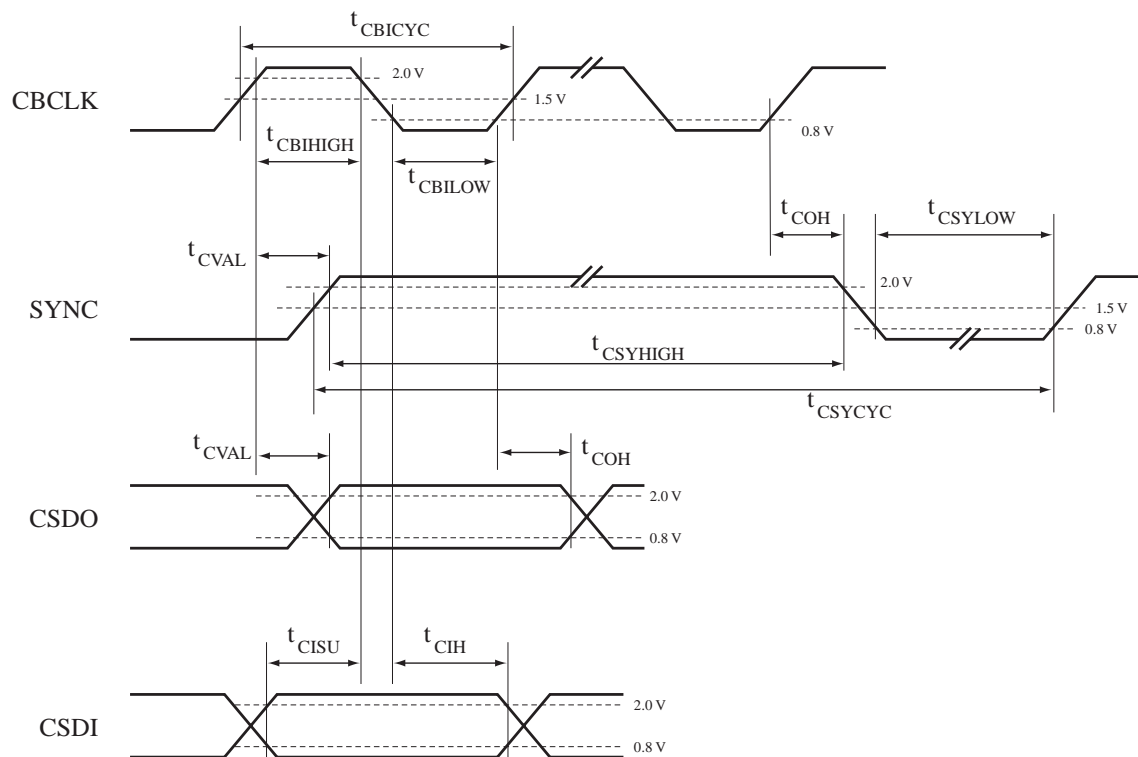 tCBICYC
CBCLK
2.0 V
1.5 V
0.8 V
tCBIHIGH
tCBILOW
tCOH
tCSYLOW
tCVAL
SYNC
2.0 V
1.5 V
0.8 V
tCSYHIGH
tCSYCYC
tCVAL
tCOH
CSDO
2.0 V
0.8 V
tCISU
tCIH
CSDI
2.0 V
0.8 V